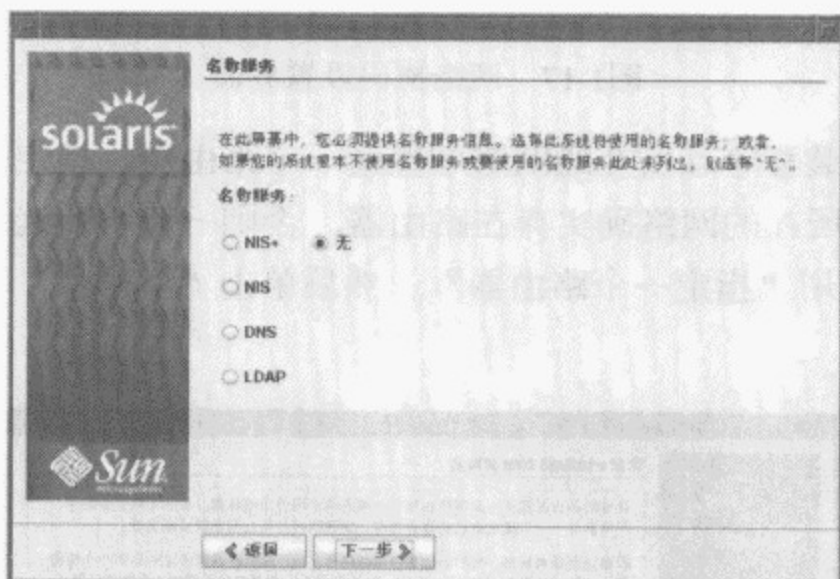 名称服务
solaris
在此屏幕中，您必须提供名称服务信息。选择此系统将使用的名称服务，或者，
如果您的系统根本不使用名称服务或要使用的名称服务此处未列出，则选择“无”。
名称服务：
NIS+ 无
NIS
DNS
LDAP
Sun
microsystems
返回 下一步